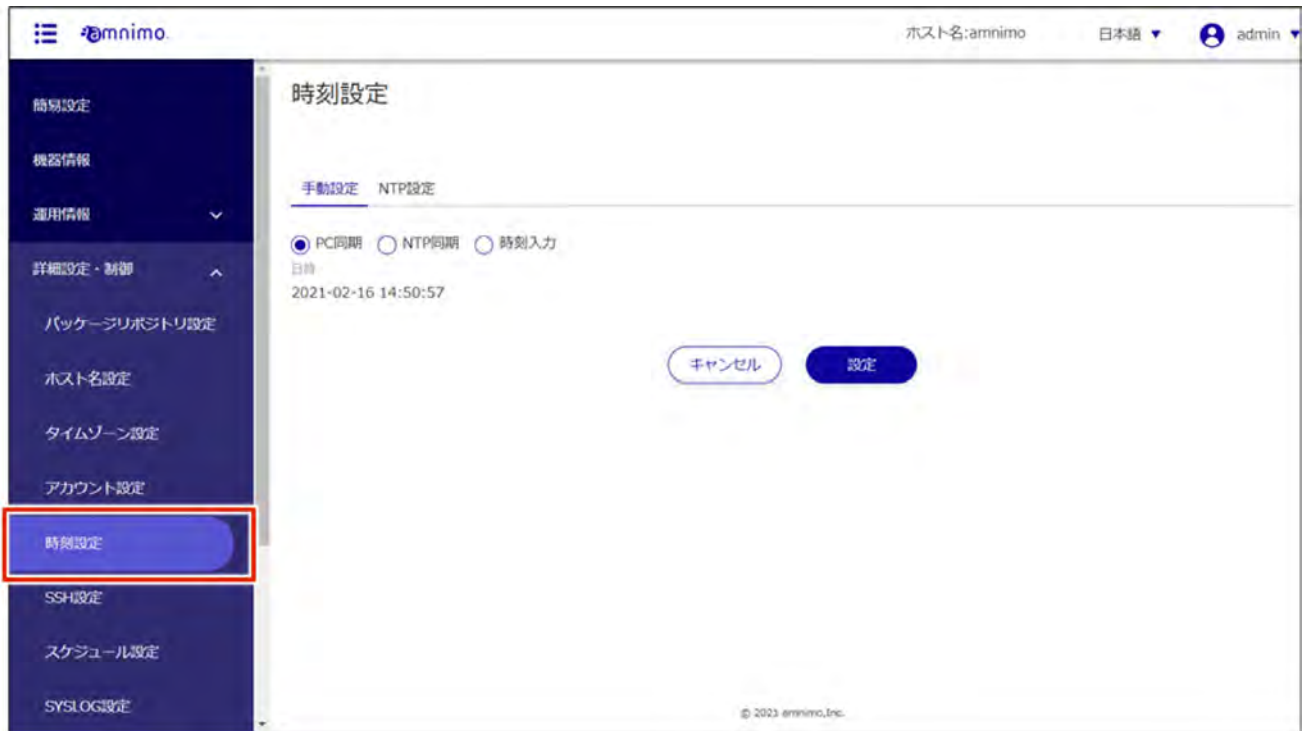 amnimo
ホスト名:amnimo 日本語 ▼ admin ▼
簡易設定
機器情報
運用情報
詳細設定・制御
パッケージリポジトリ設定
ホスト名設定
タイムゾーン設定
アカウント設定
時刻設定
SSH設定
スケジュール設定
SYSLOG設定
時刻設定
手動設定 NTP設定
PC同期 NTP同期 時刻入力
日時
2021-02-16 14:50:57
キャンセル 設定
© 2021 amnimo,Inc.